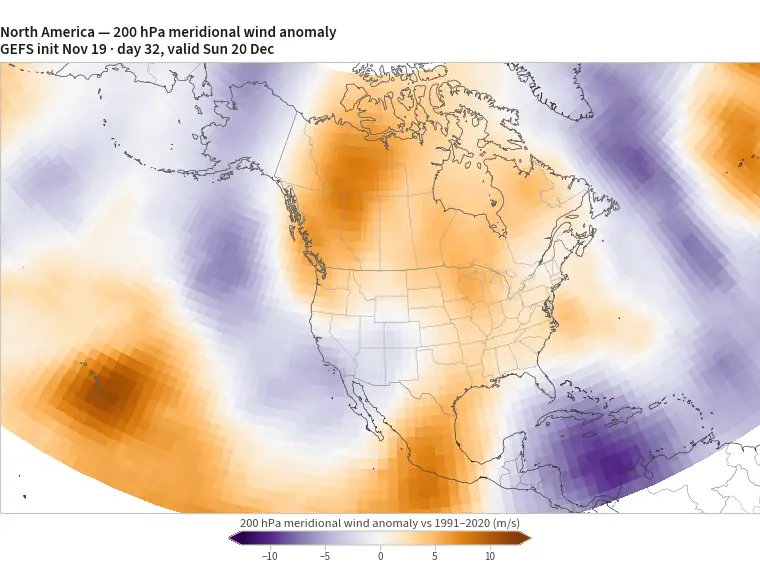 North America — 200 hPa meridional wind anomaly
GEFS init Nov 19 · day 32, valid Sun 20 Dec
200 hPa meridional wind anomaly vs 1991–2020 (m/s)
−10 −5 0 5 10